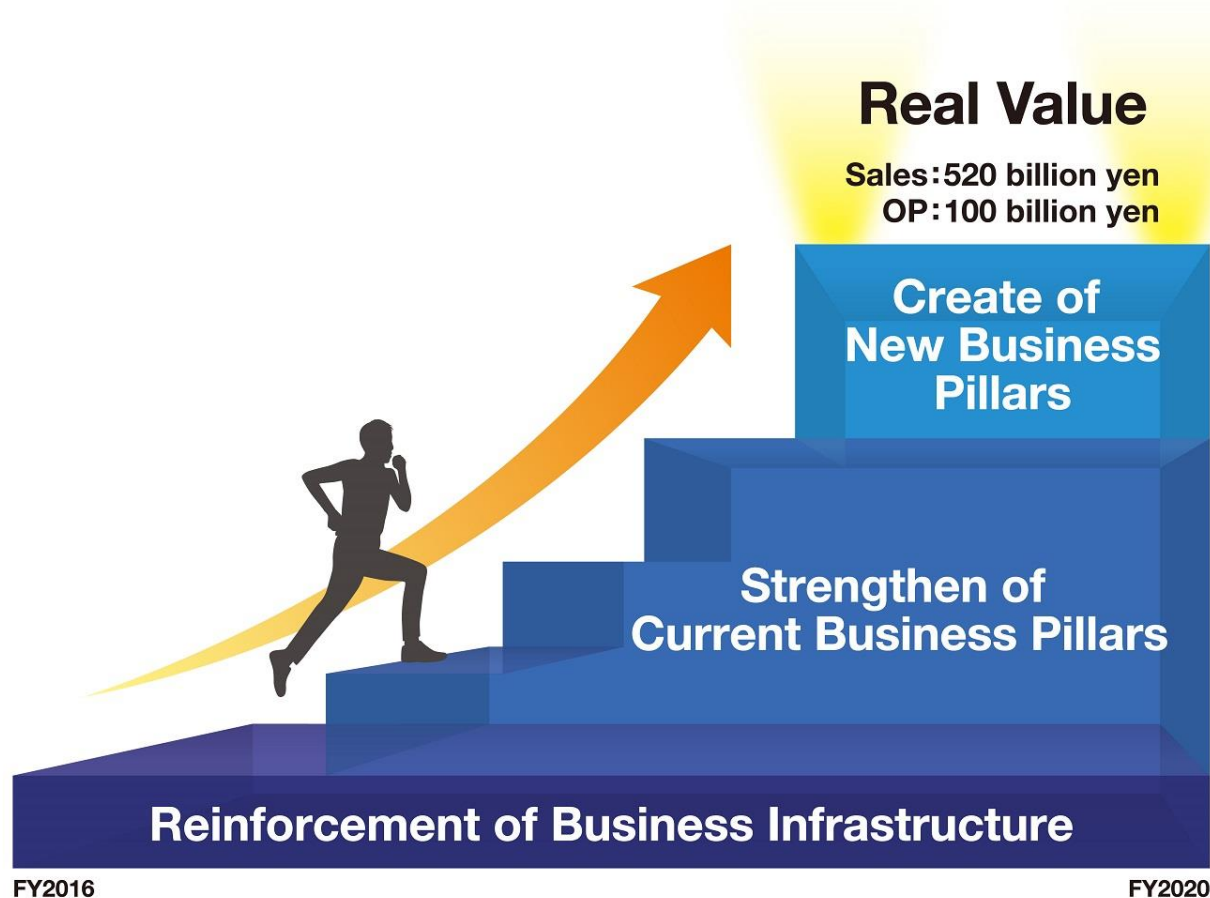 Real Value
Sales:520 billion yen
OP:100 billion yen
Create of
New Business
Pillars
Strengthen of
Current Business Pillars
Reinforcement of Business Infrastructure
FY2016
FY2020